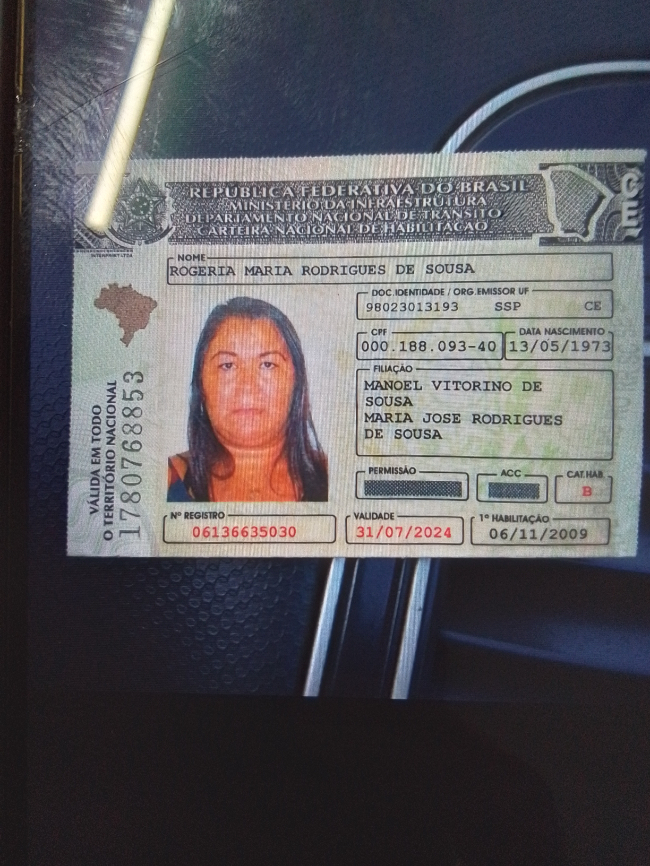 REPÚBLICA FEDERATIVA DO BRASIL
MINISTÉRIO DA INFRAESTRUTURA
DEPARTAMENTO NACIONAL DE TRÂNSITO
CARTEIRA NACIONAL DE HABILITAÇÃO
INTERPRINT LTDA
NOME
ROGERIA MARIA RODRIGUES DE SOUSA
DOC. IDENTIDADE / ORG. EMISSOR UF
98023013193 SSP CE
CPF
000.188.093-40
DATA NASCIMENTO
13/05/1973
FILIAÇÃO
MANOEL VITORINO DE
SOUSA
MARIA JOSE RODRIGUES
DE SOUSA
PERMISSÃO
ACC
CAT. HAB.
B
Nº REGISTRO
06136635030
VALIDADE
31/07/2024
1ª HABILITAÇÃO
06/11/2009
VÁLIDA EM TODO
O TERRITÓRIO NACIONAL
1780768853